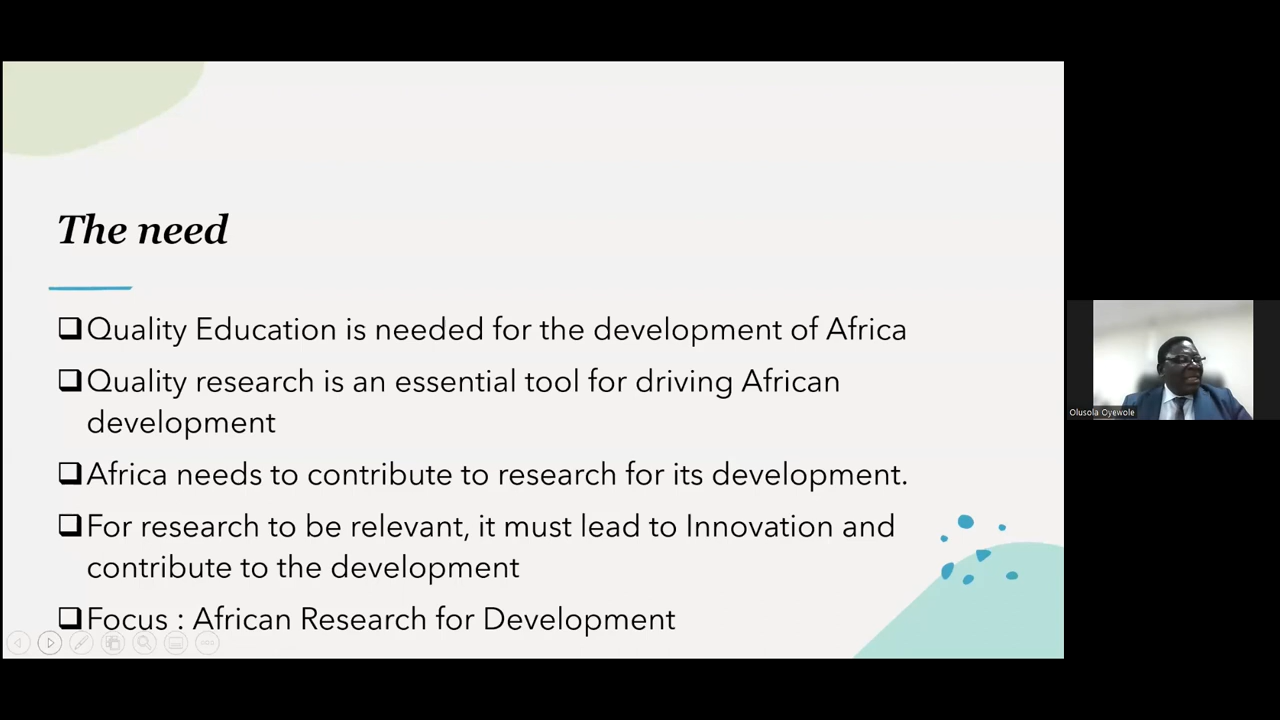 The need
❑Quality Education is needed for the development of Africa
❑Quality research is an essential tool for driving African
development
❑Africa needs to contribute to research for its development.
❑For research to be relevant, it must lead to Innovation and
contribute to the development
❑Focus : African Research for Development
Olusola Oyewole